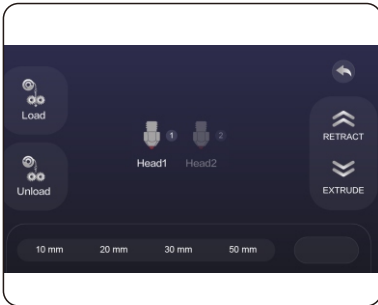 Load
1
2
RETRACT
Head1
Head2
Unload
EXTRUDE
10 mm
20 mm
30 mm
50 mm